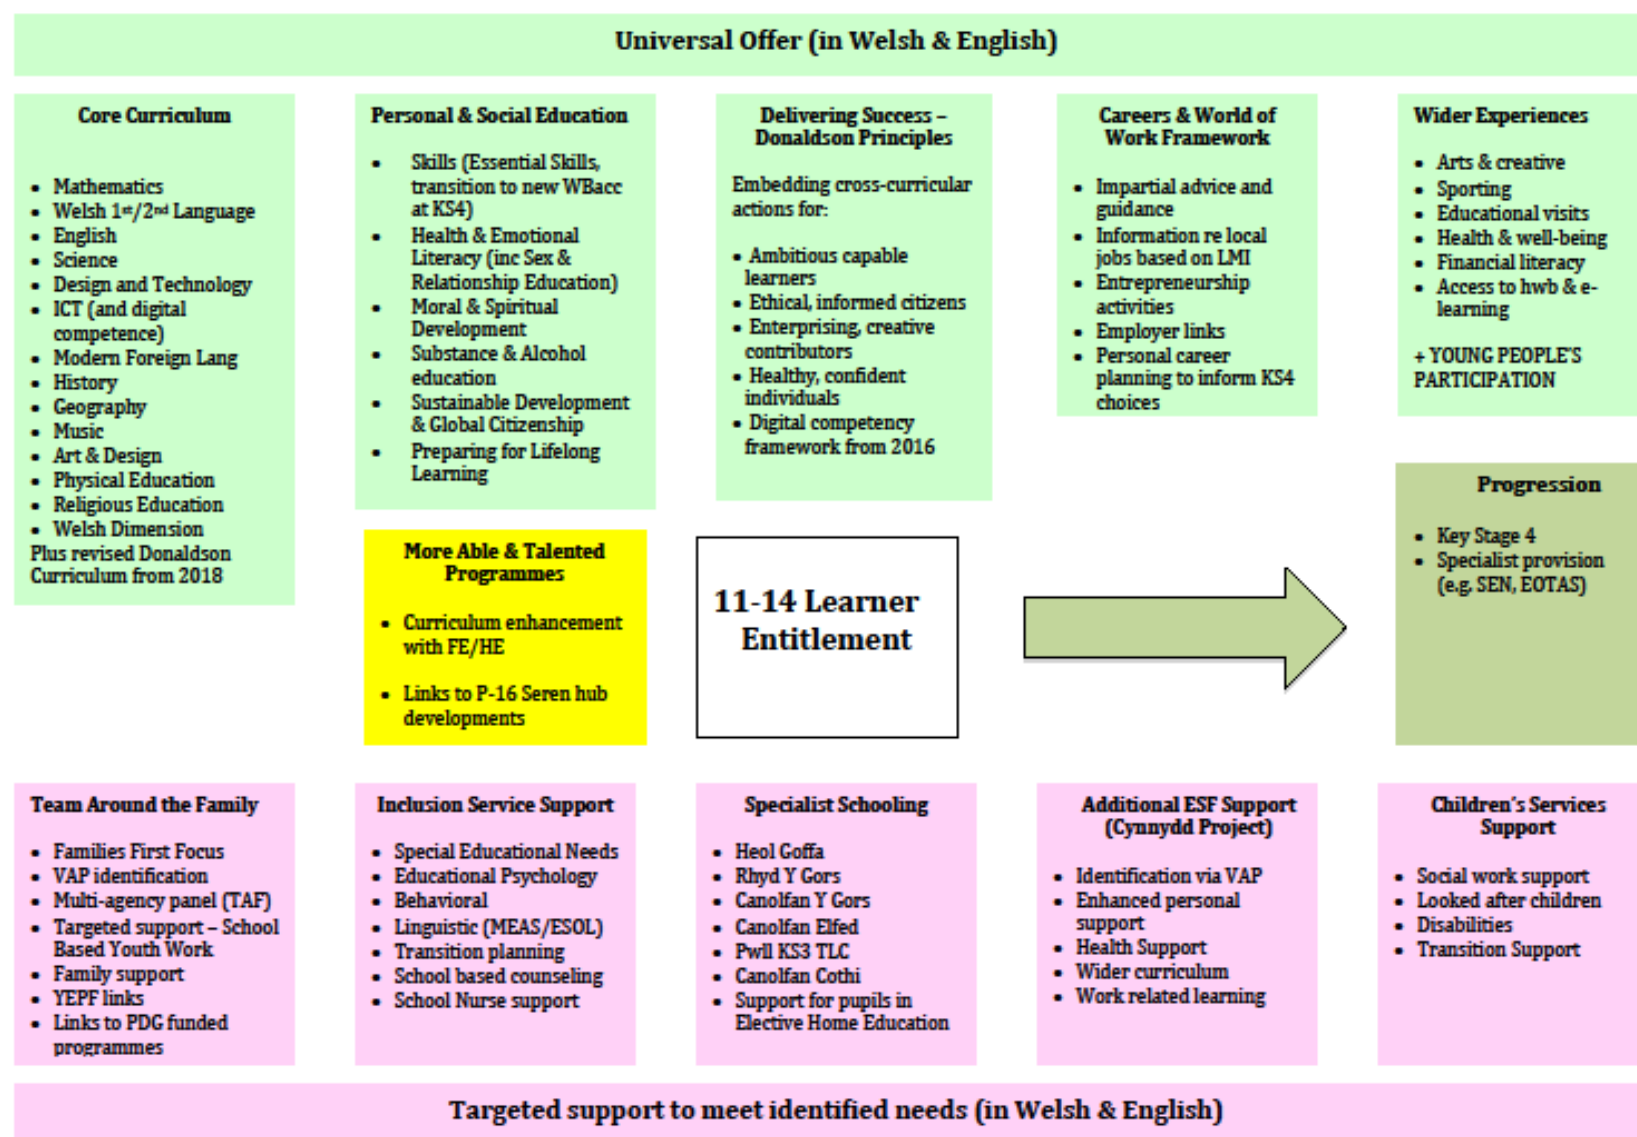 Universal Offer (in Welsh & English)
Core Curriculum
• Mathematics
• Welsh 1st/2nd Language
• English
• Science
• Design and Technology
• ICT (and digital
competence)
• Modern Foreign Lang
• History
• Geography
• Music
• Art & Design
• Physical Education
• Religious Education
• Welsh Dimension
Plus revised Donaldson
Curriculum from 2018
Personal & Social Education
• Skills (Essential Skills,
transition to new WBacc
at KS4)
• Health & Emotional
Literacy (inc Sex &
Relationship Education)
• Moral & Spiritual
Development
• Substance & Alcohol
education
• Sustainable Development
& Global Citizenship
• Preparing for Lifelong
Learning
Delivering Success –
Donaldson Principles
Embedding cross-curricular
actions for:
• Ambitious capable
learners
• Ethical, informed citizens
• Enterprising, creative
contributors
• Healthy, confident
individuals
• Digital competency
framework from 2016
Careers & World of
Work Framework
• Impartial advice and
guidance
• Information re local
jobs based on LMI
• Entrepreneurship
activities
• Employer links
• Personal career
planning to inform KS4
choices
Wider Experiences
• Arts & creative
• Sporting
• Educational visits
• Health & well-being
• Financial literacy
• Access to hwb & e-
learning
+ YOUNG PEOPLE'S
PARTICIPATION
More Able & Talented
Programmes
• Curriculum enhancement
with FE/HE
• Links to P-16 Seren hub
developments
11-14 Learner
Entitlement
Progression
• Key Stage 4
• Specialist provision
(e.g. SEN, EOTAS)
Team Around the Family
• Families First Focus
• VAP identification
• Multi-agency panel (TAF)
• Targeted support – School
Based Youth Work
• Family support
• YEPF links
• Links to PDG funded
programmes
Inclusion Service Support
• Special Educational Needs
• Educational Psychology
• Behavioral
• Linguistic (MEAS/ESOL)
• Transition planning
• School based counseling
• School Nurse support
Specialist Schooling
• Heol Goffa
• Rhyd Y Gors
• Canolfan Y Gors
• Canolfan Elfed
• Pwll KS3 TLC
• Canolfan Cothi
• Support for pupils in
Elective Home Education
Additional ESF Support
(Cynnydd Project)
• Identification via VAP
• Enhanced personal
support
• Health Support
• Wider curriculum
• Work related learning
Children's Services
Support
• Social work support
• Looked after children
• Disabilities
• Transition Support
Targeted support to meet identified needs (in Welsh & English)